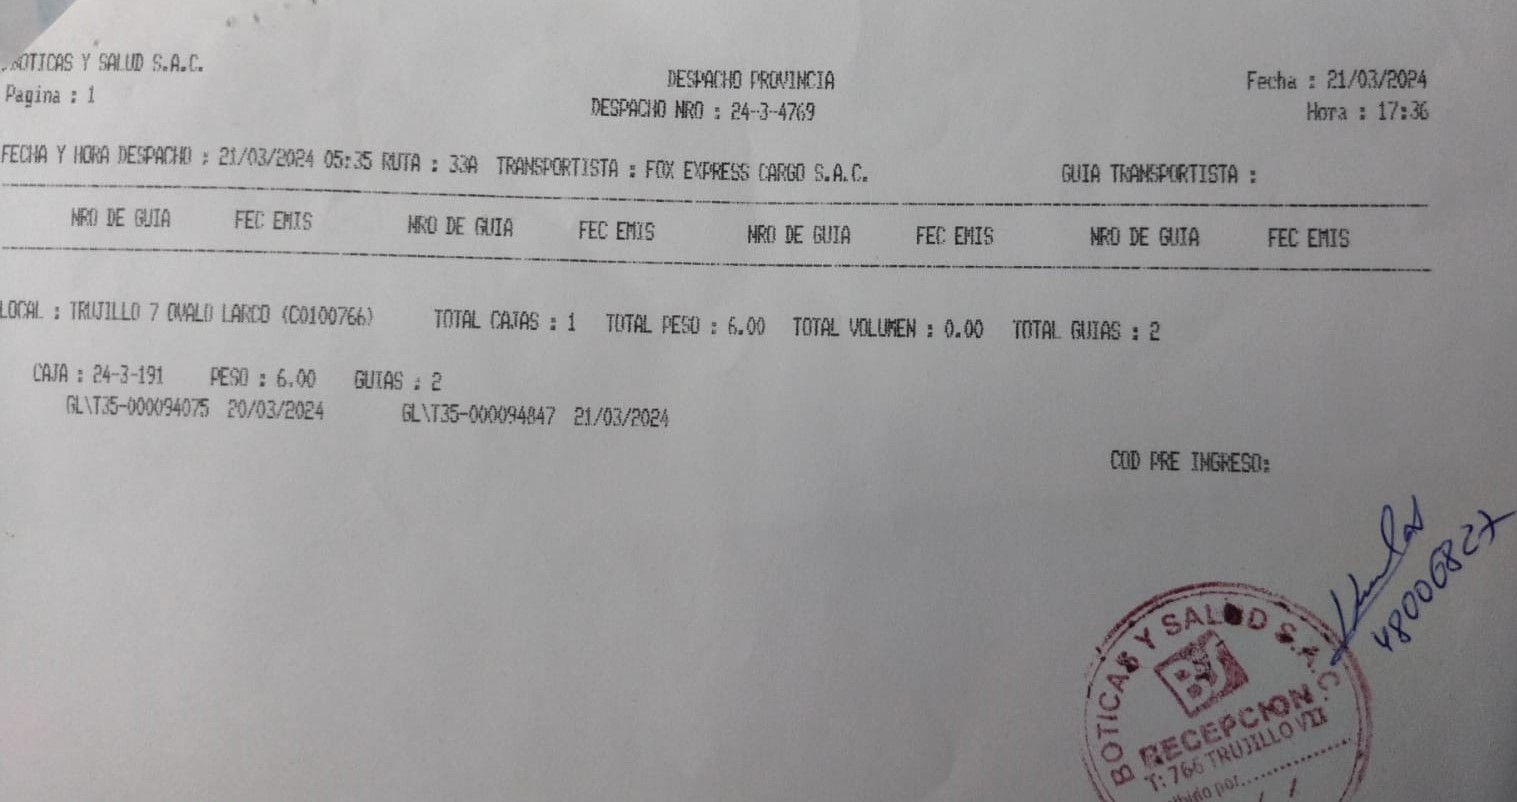 BOTICAS Y SALUD S.A.C.
DESPACHO PROVINCIA
Fecha : 21/03/2024
Pagina : 1
DESPACHO NRO : 24-3-4769
Hora : 17:36
FECHA Y HORA DESPACHO : 21/03/2024 05:35 RUTA : 33A TRANSPORTISTA : FOX EXPRESS CARGO S.A.C. GUIA TRANSPORTISTA :
NRO DE GUIA FEC EMIS NRO DE GUIA FEC EMIS NRO DE GUIA FEC EMIS NRO DE GUIA FEC EMIS
LOCAL : TRUJILLO 7 OVALO LARCO (C0100766) TOTAL CAJAS : 1 TOTAL PESO : 6.00 TOTAL VOLUMEN : 0.00 TOTAL GUIAS : 2
CAJA : 24-3-191 PESO : 6.00 GUIAS : 2
GL\T35-000094075 20/03/2024 GL\T35-000094847 21/03/2024
COD PRE INGRESO:
48006827
BOTICAS Y SALUD S.A.C.
BS
RECEPCION
T: 766 TRUJILLO VII
por